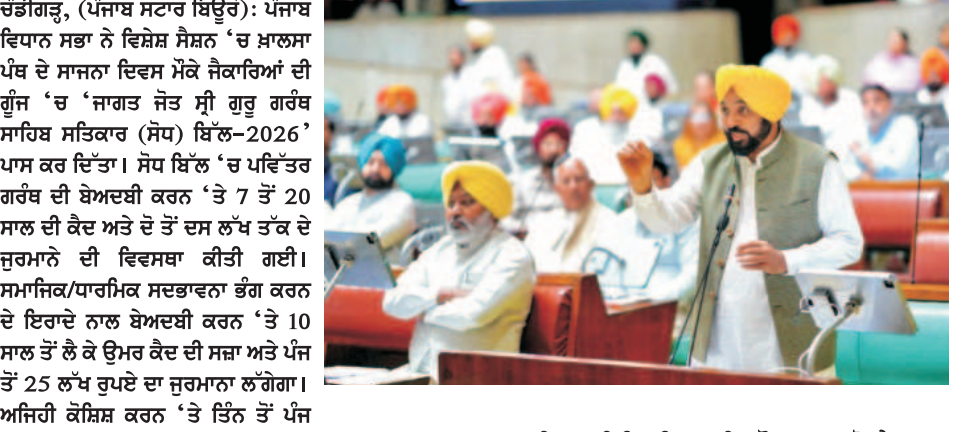 ਚੰਡੀਗੜ੍ਹ, (ਪੰਜਾਬ ਸਟਾਰ ਬਿਊਰੋ): ਪੰਜਾਬ
ਵਿਧਾਨ ਸਭਾ ਨੇ ਵਿਸ਼ੇਸ਼ ਸੈਸ਼ਨ ‘ਚ ਖ਼ਾਲਸਾ
ਪੰਥ ਦੇ ਸਾਜਨਾ ਦਿਵਸ ਮੌਕੇ ਜੈਕਾਰਿਆਂ ਦੀ
ਗੂੰਜ ‘ਚ ‘ਜਾਗਤ ਜੋਤ ਸ੍ਰੀ ਗੁਰੂ ਗਰੰਥ
ਸਾਹਿਬ ਸਤਿਕਾਰ (ਸੋਧ) ਬਿੱਲ-2026’
ਪਾਸ ਕਰ ਦਿੱਤਾ। ਸੋਧ ਬਿੱਲ ‘ਚ ਪਵਿੱਤਰ
ਗਰੰਥ ਦੀ ਬੇਅਦਬੀ ਕਰਨ ‘ਤੇ 7 ਤੋਂ 20
ਸਾਲ ਦੀ ਕੈਦ ਅਤੇ ਦੋ ਤੋਂ ਦਸ ਲੱਖ ਤੱਕ ਦੇ
ਜੁਰਮਾਨੇ ਦੀ ਵਿਵਸਥਾ ਕੀਤੀ ਗਈ।
ਸਮਾਜਿਕ/ਧਾਰਮਿਕ ਸਦਭਾਵਨਾ ਭੰਗ ਕਰਨ
ਦੇ ਇਰਾਦੇ ਨਾਲ ਬੇਅਦਬੀ ਕਰਨ ‘ਤੇ 10
ਸਾਲ ਤੋਂ ਲੈ ਕੇ ਉਮਰ ਕੈਦ ਦੀ ਸਜ਼ਾ ਅਤੇ ਪੰਜ
ਤੋਂ 25 ਲੱਖ ਰੁਪਏ ਦਾ ਜੁਰਮਾਨਾ ਲੱਗੇਗਾ।
ਅਜਿਹੀ ਕੋਸ਼ਿਸ਼ ਕਰਨ ‘ਤੇ ਤਿੰਨ ਤੋਂ ਪੰਜ